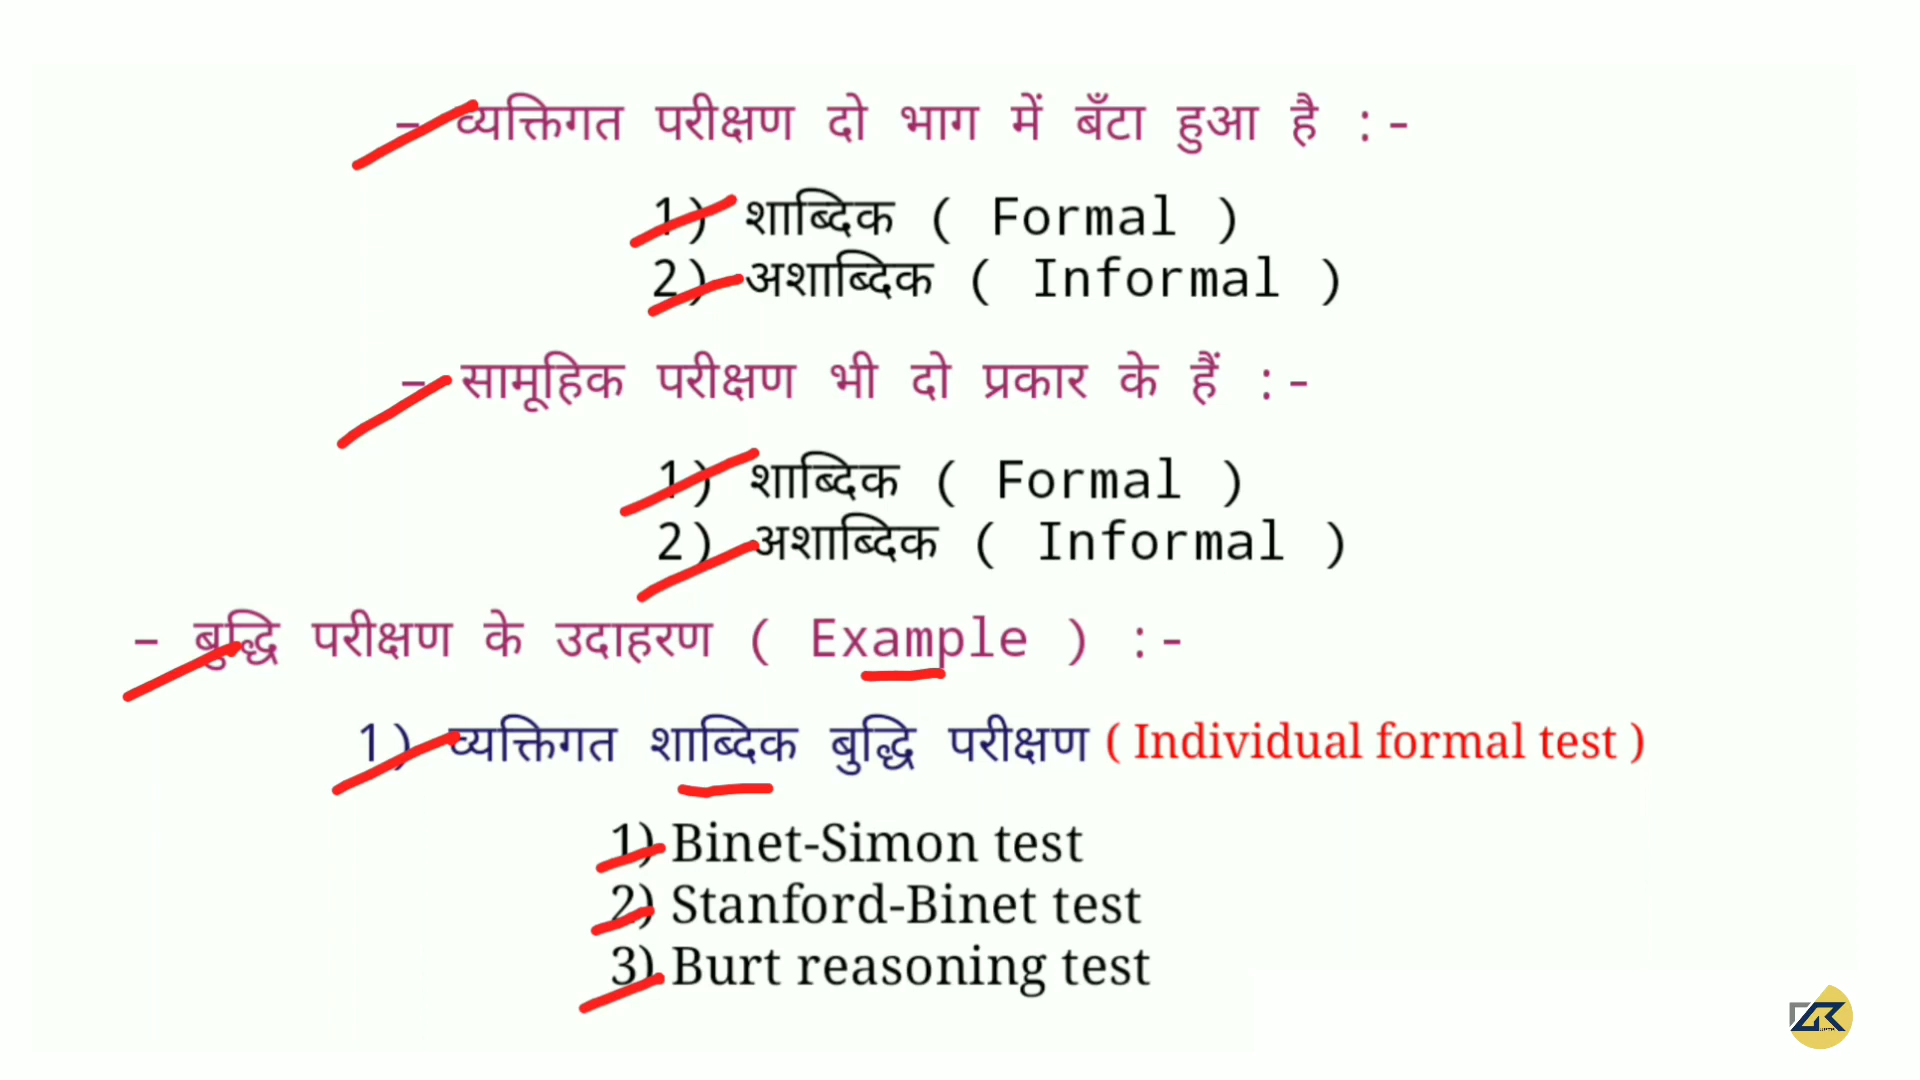 – व्यक्तिगत परीक्षण दो भाग में बँटा हुआ है :-
1) शाब्दिक ( Formal )
2) अशाब्दिक ( Informal )
– सामूहिक परीक्षण भी दो प्रकार के हैं :-
1) शाब्दिक ( Formal )
2) अशाब्दिक ( Informal )
– बुद्धि परीक्षण के उदाहरण ( Example ) :-
1) व्यक्तिगत शाब्दिक बुद्धि परीक्षण ( Individual formal test )
1) Binet-Simon test
2) Stanford-Binet test
3) Burt reasoning test